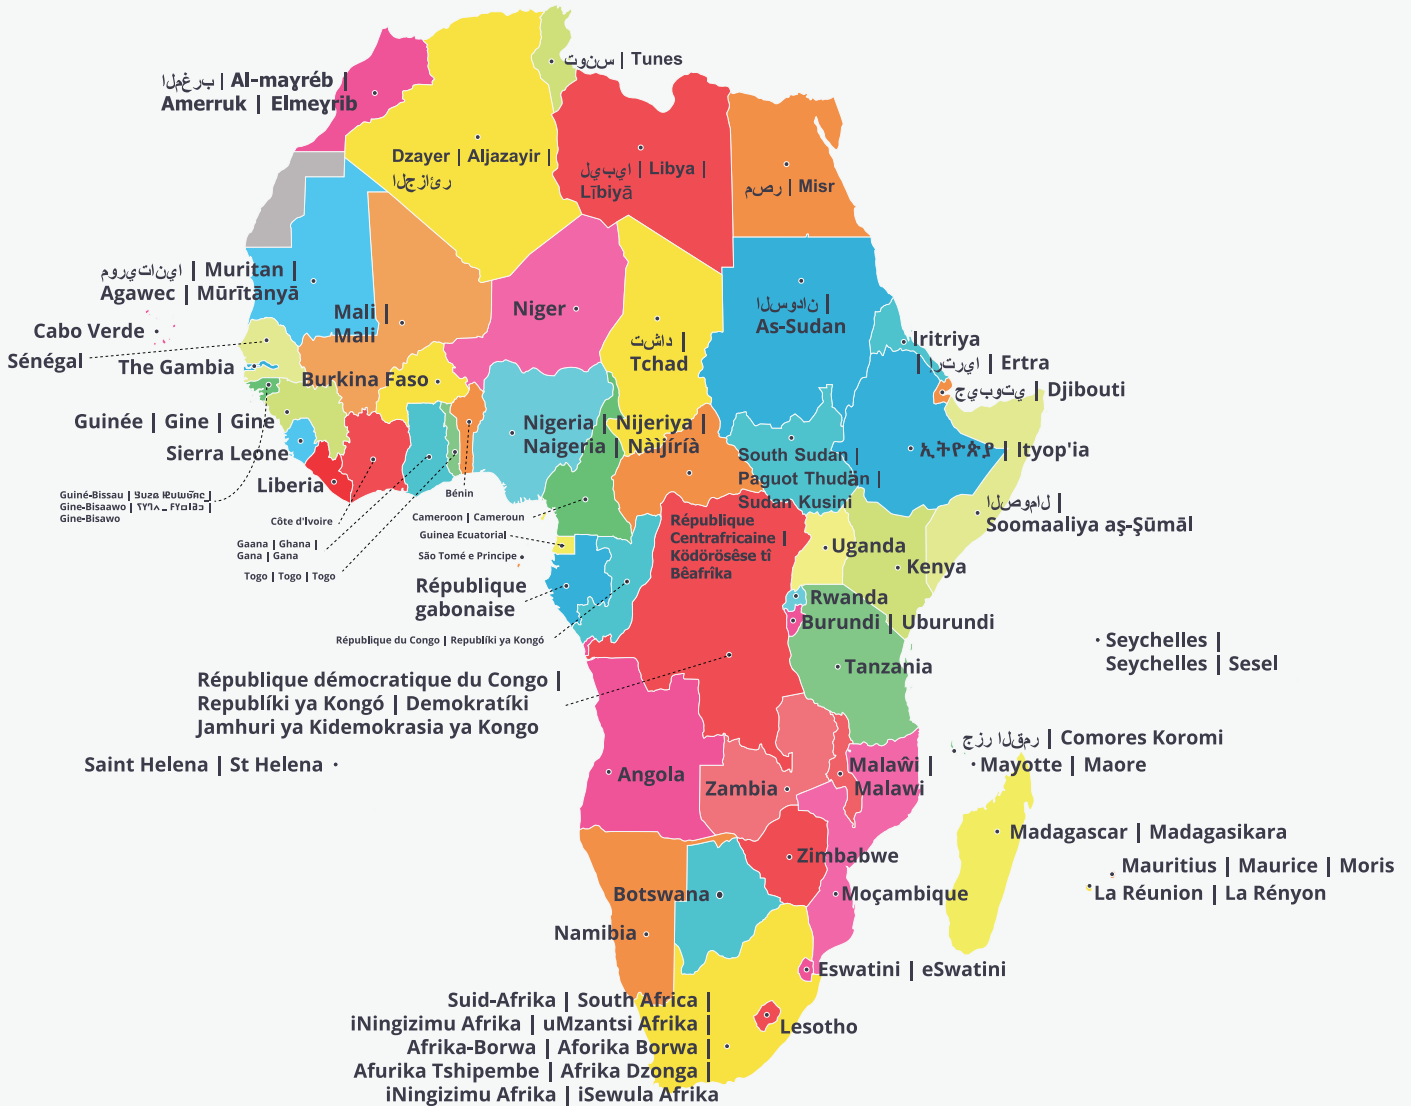 تونس | Tunes
المغرب | Al-maɣréb |
Amerruk | Elmeɣrib
Dzayer | Aljazayir |
الجزائر
ليبيا | Libya |
Lībiyā
مصر | Misr
موريتانيا | Muritan |
Agawec | Mūrītānyā
Cabo Verde
Sénégal
The Gambia
Mali |
Mali
Niger
تشاد |
Tchad
السودان |
As-Sudan
Iritriya
| إرتريا | Ertra
جيبوتي | Djibouti
Burkina Faso
Guinée | Gine | Gine
Sierra Leone
Liberia
Nigeria | Nijeriya |
Naigeria | Nàìjíríà
South Sudan |
Paguot Thudän |
Sudan Kusini
ኢትዮጵያ | Ityop'ia
الصومال |
Soomaaliya aş-Şūmāl
Guiné-Bissau |
Gine-Bisaawo |
Gine-Bisawo
Bénin
Côte d'Ivoire
Gaana | Ghana |
Gana | Gana
Togo | Togo | Togo
Cameroon | Cameroun
Guinea Ecuatorial
São Tomé e Principe
République
gabonaise
République du Congo | Republíki ya Kongó
République
Centrafricaine |
Ködörösêse tî
Bêafrîka
Uganda
Kenya
Rwanda
Burundi | Uburundi
Tanzania
Seychelles |
Seychelles | Sesel
République démocratique du Congo |
Republíki ya Kongó | Demokratíki
Jamhuri ya Kidemokrasia ya Kongo
Saint Helena | St Helena
Angola
Zambia
Malaŵi |
Malawi
جزر القمر | Comores Koromi
Mayotte | Maore
Madagascar | Madagasikara
Mauritius | Maurice | Moris
La Réunion | La Rényon
Zimbabwe
Botswana
Moçambique
Namibia
Eswatini | eSwatini
Suid-Afrika | South Africa |
iNingizimu Afrika | uMzantsi Afrika |
Afrika-Borwa | Aforika Borwa |
Afurika Tshipembe | Afrika Dzonga |
iNingizimu Afrika | iSewula Afrika
Lesotho